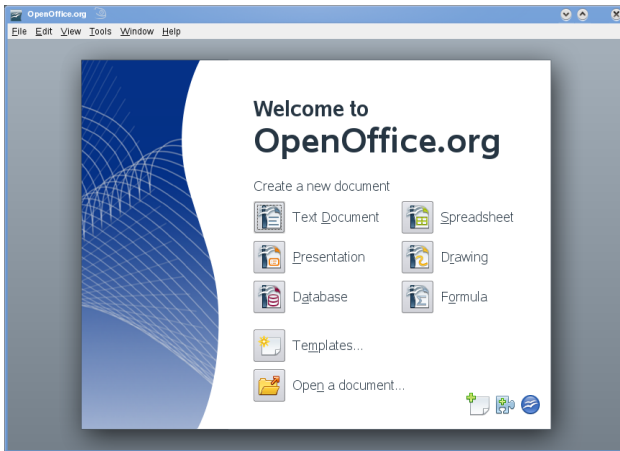 OpenOffice.org
File Edit View Tools Window Help
Welcome to
OpenOffice.org
Create a new document
Text Document Spreadsheet
Presentation Drawing
Database Formula
Templates...
Open a document...